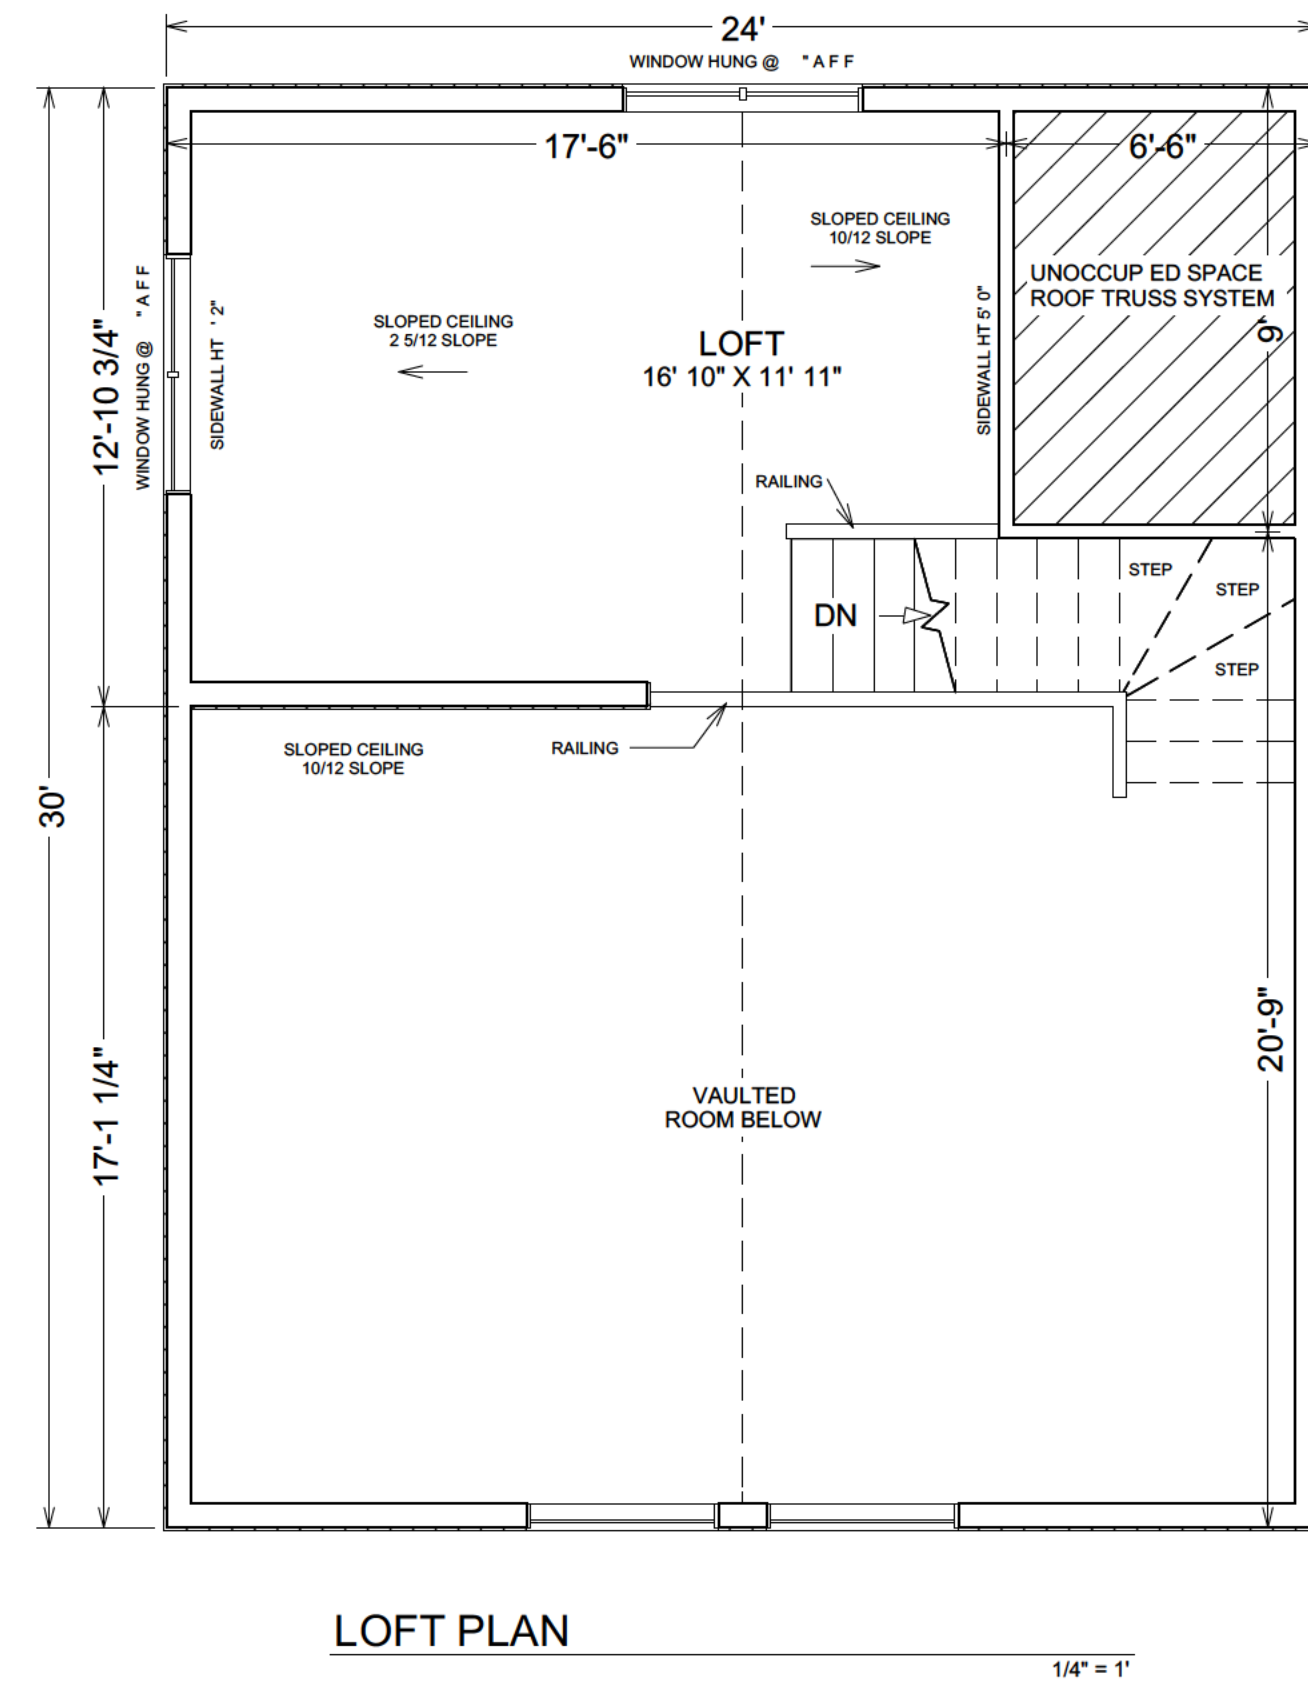 24'
WINDOW HUNG @ " A F F
17'-6"
6'-6"
SLOPED CEILING
10/12 SLOPE
UNOCCUP ED SPACE
ROOF TRUSS SYSTEM
9'
WINDOW HUNG @ " A F F
SIDEWALL HT ' 2"
SLOPED CEILING
2 5/12 SLOPE
LOFT
16' 10" X 11' 11"
SIDEWALL HT 5' 0"
12'-10 3/4"
RAILING
DN
STEP
STEP
STEP
SLOPED CEILING
10/12 SLOPE
RAILING
30'
17'-1 1/4"
20'-9"
VAULTED
ROOM BELOW
LOFT PLAN
1/4" = 1'